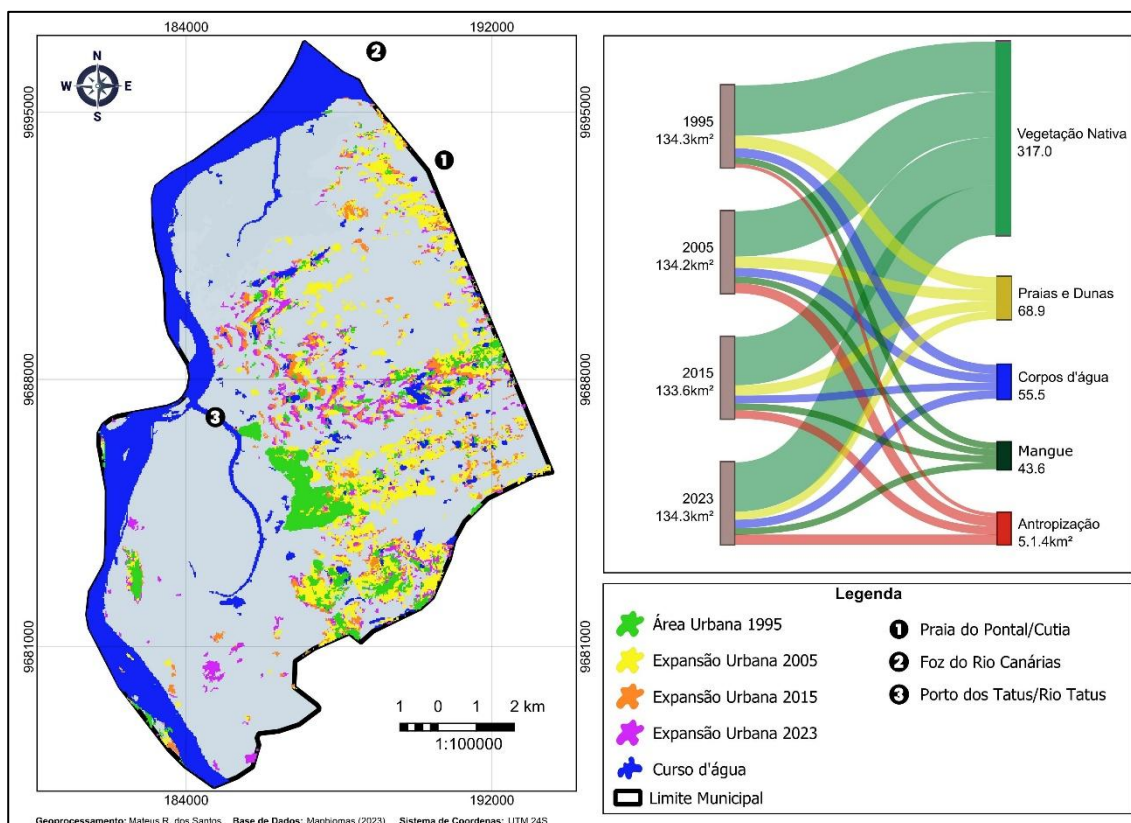 184000
192000
N
W E
S
9695000
9688000
9681000
2
1
3
1 0 1 2 km
1:100000
184000
192000
Geoprocessamento: Mateus R. dos Santos Base de Dados: Mapbiomas (2023) Sistema de Coordenas: UTM 24S
1995
134.3km²
2005
134.2km²
2015
133.6km²
2023
134.3km²
Vegetação Nativa
317.0
Praias e Dunas
68.9
Corpos d'água
55.5
Mangue
43.6
Antropização
5.1.4km²
Legenda
Área Urbana 1995
Expansão Urbana 2005
Expansão Urbana 2015
Expansão Urbana 2023
Curso d'água
Limite Municipal
1 Praia do Pontal/Cutia
2 Foz do Rio Canárias
3 Porto dos Tatus/Rio Tatus